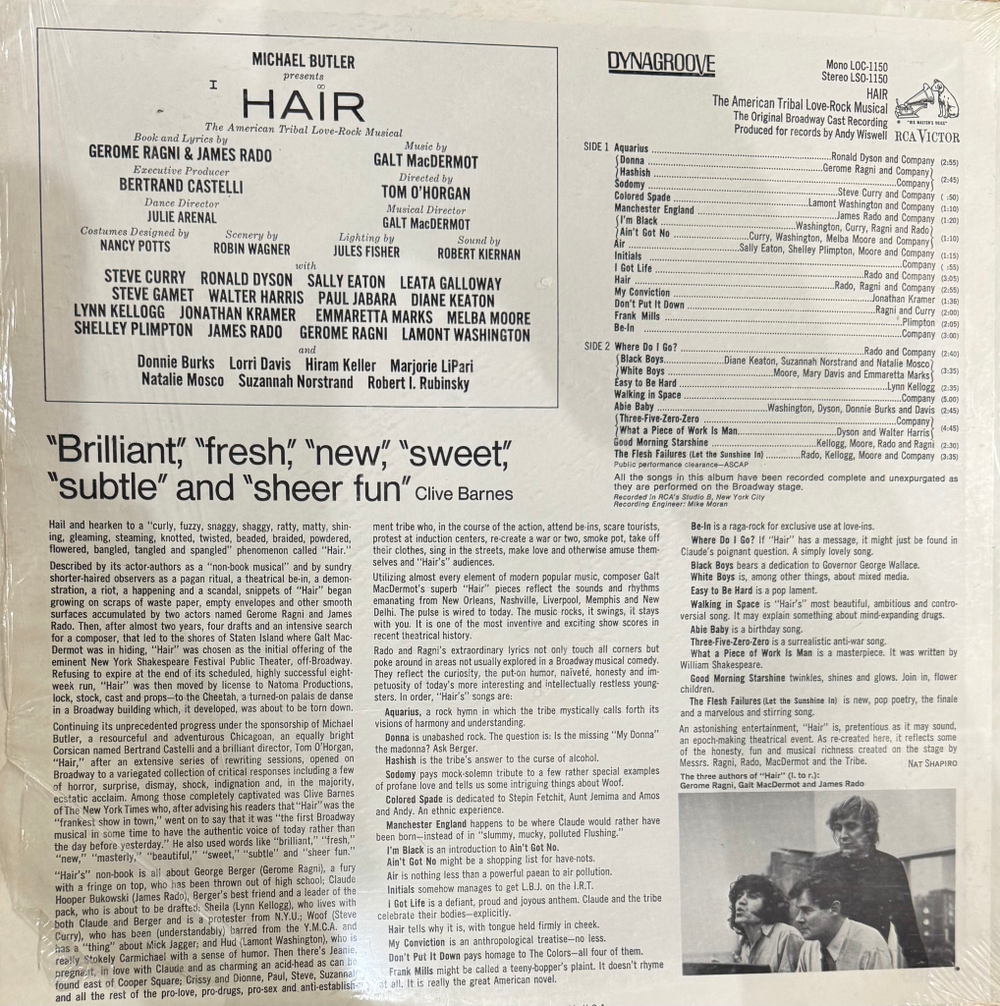 MICHAEL BUTLER
presents
HAIR
The American Tribal Love-Rock Musical
Book and Lyrics by
GEROME RAGNI & JAMES RADO
Music by
GALT MacDERMOT
Executive Producer
BERTRAND CASTELLI
Directed by
TOM O'HORGAN
Dance Director
JULIE ARENAL
Musical Director
GALT MacDERMOT
Costumes Designed by
NANCY POTTS
Scenery by
ROBIN WAGNER
Lighting by
JULES FISHER
Sound by
ROBERT KIERNAN
with
STEVE CURRY RONALD DYSON SALLY EATON LEATA GALLOWAY
STEVE GAMET WALTER HARRIS PAUL JABARA DIANE KEATON
LYNN KELLOGG JONATHAN KRAMER EMMARETTA MARKS MELBA MOORE
SHELLEY PLIMPTON JAMES RADO GEROME RAGNI LAMONT WASHINGTON
and
Donnie Burks Lorri Davis Hiram Keller Marjorie LiPari
Natalie Mosco Suzannah Norstrand Robert I. Rubinsky
DYNAGROOVE
Mono LOC-1150
Stereo LSO-1150
HAIR
The American Tribal Love-Rock Musical
The Original Broadway Cast Recording
Produced for records by Andy Wiswell
"HIS MASTER'S VOICE"
RCA VICTOR
SIDE 1 Aquarius ... Ronald Dyson and Company (2:55)
Donna ... Gerome Ragni and Company
Hashish ... Company (2:45)
Sodomy ... Steve Curry and Company ( :50)
Colored Spade ... Lamont Washington and Company (1:10)
Manchester England ... James Rado and Company (1:20)
I'm Black ... Washington, Curry, Ragni and Rado
Ain't Got No ... Curry, Washington, Melba Moore and Company (1:10)
Air ... Sally Eaton, Shelley Plimpton, Moore and Company (1:15)
Initials ... Company ( :55)
I Got Life ... Rado and Company (3:05)
Hair ... Rado, Ragni and Company (2:55)
My Conviction ... Jonathan Kramer (1:36)
Don't Put It Down ... Ragni and Curry (2:00)
Frank Mills ... Plimpton (2:05)
Be-In ... Company (3:00)
SIDE 2 Where Do I Go? ... Rado and Company (2:40)
Black Boys ... Diane Keaton, Suzannah Norstrand and Natalie Mosco
White Boys ... Moore, Mary Davis and Emmaretta Marks (3:35)
Easy to Be Hard ... Lynn Kellogg (2:35)
Walking in Space ... Company (5.00)
Abie Baby ... Washington, Dyson, Donnie Burks and Davis (2:45)
Three-Five-Zero-Zero ... Company
What a Piece of Work Is Man ... Dyson and Walter Harris (4:45)
Good Morning Starshine ... Kellogg, Moore, Rado and Ragni (2:30)
The Flesh Failures (Let the Sunshine In) ... Rado, Kellogg, Moore and Company (3:35)
Public performance clearance—ASCAP
All the songs in this album have been recorded complete and unexpurgated as
they are performed on the Broadway stage.
Recorded in RCA's Studio B, New York City
Recording Engineer: Mike Moran
"Brilliant," "fresh," "new," "sweet,"
"subtle" and "sheer fun" Clive Barnes
Hail and hearken to a "curly, fuzzy, snaggy, shaggy, ratty, matty, shin-
ing, gleaming, steaming, knotted, twisted, beaded, braided, powdered,
flowered, bangled, tangled and spangled" phenomenon called "Hair."
Described by its actor-authors as a "non-book musical" and by sundry
shorter-haired observers as a pagan ritual, a theatrical be-in, a demon-
stration, a riot, a happening and a scandal, snippets of "Hair" began
growing on scraps of waste paper, empty envelopes and other smooth
surfaces accumulated by two actors named Gerome Ragni and James
Rado. Then, after almost two years, four drafts and an intensive search
for a composer, that led to the shores of Staten Island where Galt Mac-
Dermot was in hiding, "Hair" was chosen as the initial offering of the
eminent New York Shakespeare Festival Public Theater, off-Broadway.
Refusing to expire at the end of its scheduled, highly successful eight-
week run, "Hair" was then moved by license to Natoma Productions,
lock, stock, cast and props—to the Cheetah, a turned-on palais de danse
in a Broadway building which, it developed, was about to be torn down.
Continuing its unprecedented progress under the sponsorship of Michael
Butler, a resourceful and adventurous Chicagoan, an equally bright
Corsican named Bertrand Castelli and a brilliant director, Tom O'Horgan,
"Hair," after an extensive series of rewriting sessions, opened on
Broadway to a variegated collection of critical responses including a few
of horror, surprise, dismay, shock, indignation and, in the majority,
ecstatic acclaim. Among those completely captivated was Clive Barnes
of The New York Times who, after advising his readers that "Hair" was the
"frankest show in town," went on to say that it was "the first Broadway
musical in some time to have the authentic voice of today rather than
the day before yesterday." He also used words like "brilliant," "fresh,"
"new," "masterly," "beautiful," "sweet," "subtle" and "sheer fun."
"Hair's" non-book is all about George Berger (Gerome Ragni), a fury
with a fringe on top, who has been thrown out of high school; Claude
Hooper Bukowski (James Rado), Berger's best friend and a leader of the
pack, who is about to be drafted; Sheila (Lynn Kellogg), who lives with
both Claude and Berger and is a protester from N.Y.U.; Woof (Steve
Curry), who has been (understandably) barred from the Y.M.C.A. and
has a "thing" about Mick Jagger; and Hud (Lamont Washington), who is
really Stokely Carmichael with a sense of humor. Then there's Jeanie,
pregnant, in love with Claude and as charming an acid-head as can be
found east of Cooper Square; Crissy and Dionne, Paul, Steve, Suzannah
and all the rest of the pro-love, pro-drugs, pro-sex and anti-establish-
ment tribe who, in the course of the action, attend be-ins, scare tourists,
protest at induction centers, re-create a war or two, smoke pot, take off
their clothes, sing in the streets, make love and otherwise amuse them-
selves and "Hair's" audiences.
Utilizing almost every element of modern popular music, composer Galt
MacDermot's superb "Hair" pieces reflect the sounds and rhythms
emanating from New Orleans, Nashville, Liverpool, Memphis and New
Delhi. The pulse is wired to today. The music rocks, it swings, it stays
with you. It is one of the most inventive and exciting show scores in
recent theatrical history.
Rado and Ragni's extraordinary lyrics not only touch all corners but
poke around in areas not usually explored in a Broadway musical comedy.
They reflect the curiosity, the put-on humor, naïveté, honesty and im-
petuosity of today's more interesting and intellectually restless young-
sters. In order, "Hair's" songs are:
Aquarius, a rock hymn in which the tribe mystically calls forth its
visions of harmony and understanding.
Donna is unabashed rock. The question is: Is the missing "My Donna"
the madonna? Ask Berger.
Hashish is the tribe's answer to the curse of alcohol.
Sodomy pays mock-solemn tribute to a few rather special examples
of profane love and tells us some intriguing things about Woof.
Colored Spade is dedicated to Stepin Fetchit, Aunt Jemima and Amos
and Andy. An ethnic experience.
Manchester England happens to be where Claude would rather have
been born—instead of in "slummy, mucky, polluted Flushing."
I'm Black is an introduction to Ain't Got No.
Ain't Got No might be a shopping list for have-nots.
Air is nothing less than a powerful paean to air pollution.
Initials somehow manages to get L.B.J. on the I.R.T.
I Got Life is a defiant, proud and joyous anthem. Claude and the tribe
celebrate their bodies—explicitly.
Hair tells why it is, with tongue held firmly in cheek.
My Conviction is an anthropological treatise—no less.
Don't Put It Down pays homage to The Colors—all four of them.
Frank Mills might be called a teeny-bopper's plaint. It doesn't rhyme
at all. It is really the great American novel.
Be-In is a raga-rock for exclusive use at love-ins.
Where Do I Go? If "Hair" has a message, it might just be found in
Claude's poignant question. A simply lovely song.
Black Boys bears a dedication to Governor George Wallace.
White Boys is, among other things, about mixed media.
Easy to Be Hard is a pop lament.
Walking in Space is "Hair's" most beautiful, ambitious and contro-
versial song. It may explain something about mind-expanding drugs.
Abie Baby is a birthday song.
Three-Five-Zero-Zero is a surrealistic anti-war song.
What a Piece of Work Is Man is a masterpiece. It was written by
William Shakespeare.
Good Morning Starshine twinkles, shines and glows. Join in, flower
children.
The Flesh Failures (Let the Sunshine In) is new, pop poetry, the finale
and a marvelous and stirring song.
An astonishing entertainment, "Hair" is, pretentious as it may sound,
an epoch-making theatrical event. As re-created here, it reflects some
of the honesty, fun and musical richness created on the stage by
Messrs. Ragni, Rado, MacDermot and the Tribe. NAT SHAPIRO
The three authors of "Hair" (l. to r.):
Gerome Ragni, Galt MacDermot and James Rado